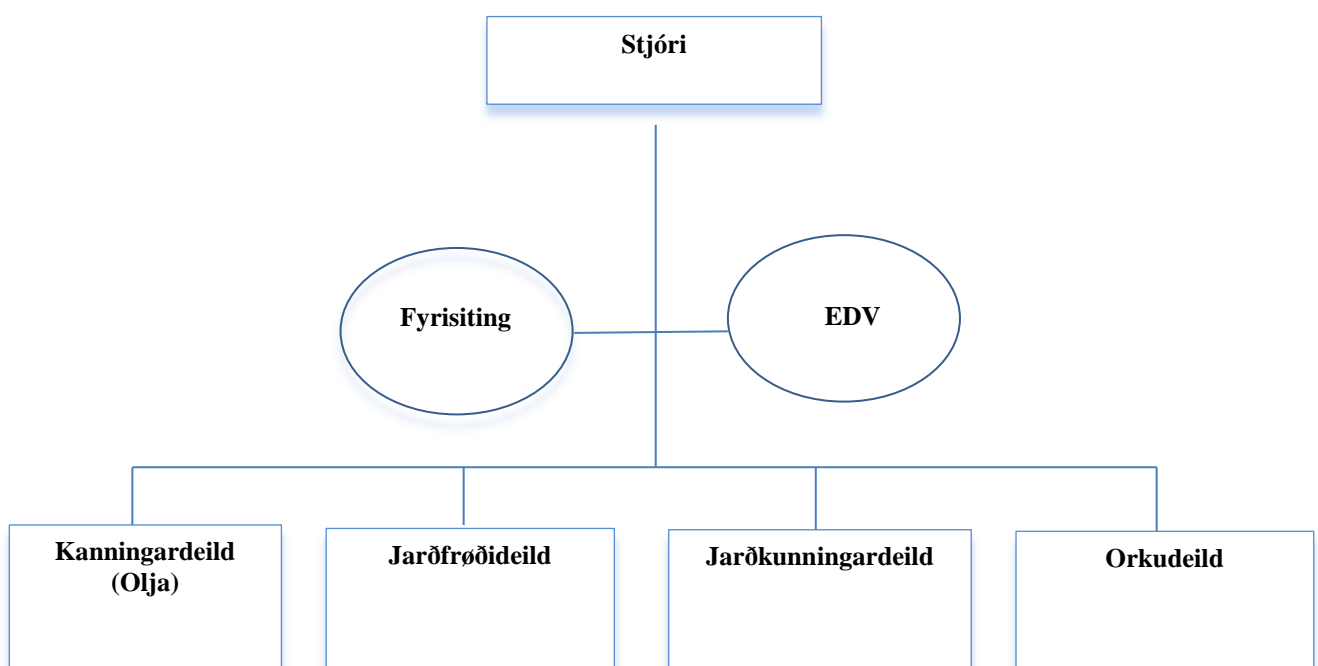 Stjóri
Fyrisiting
EDV
Kanningardeild
(Olja)
Jarðfrøðideild
Jarðkunningardeild
Orkudeild